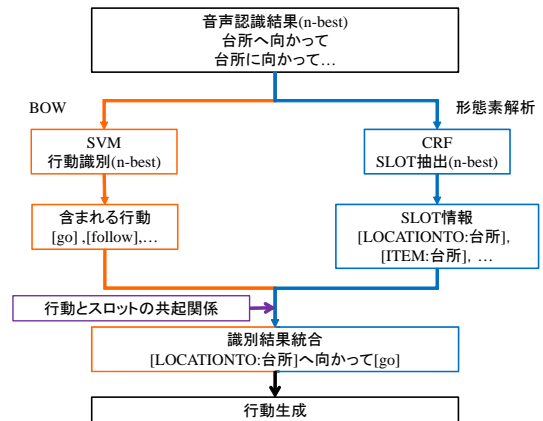 音声認識結果(n-best)
台所へ向かって
台所に向かって…
BOW
形態素解析
SVM
行動識別(n-best)
CRF
SLOT抽出(n-best)
含まれる行動
[go] ,[follow],…
SLOT情報
[LOCATIONTO:台所],
[ITEM:台所], …
行動とスロットの共起関係
識別結果統合
[LOCATIONTO:台所]へ向かって[go]
行動生成